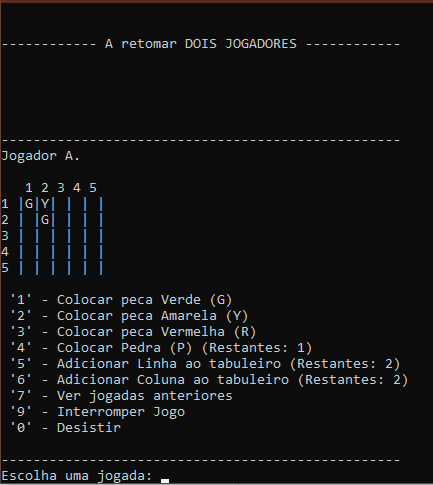 ------------ A retomar DOIS JOGADORES ------------
--------------------------------------------------
Jogador A.
   1 2 3 4 5
1 |G|Y| | | |
2 | |G| | | |
3 | | | | | |
4 | | | | | |
5 | | | | | |
'1' - Colocar peca Verde (G)
'2' - Colocar peca Amarela (Y)
'3' - Colocar peca Vermelha (R)
'4' - Colocar Pedra (P) (Restantes: 1)
'5' - Adicionar Linha ao tabuleiro (Restantes: 2)
'6' - Adicionar Coluna ao tabuleiro (Restantes: 2)
'7' - Ver jogadas anteriores
'9' - Interromper Jogo
'0' - Desistir
--------------------------------------------------
Escolha uma jogada: